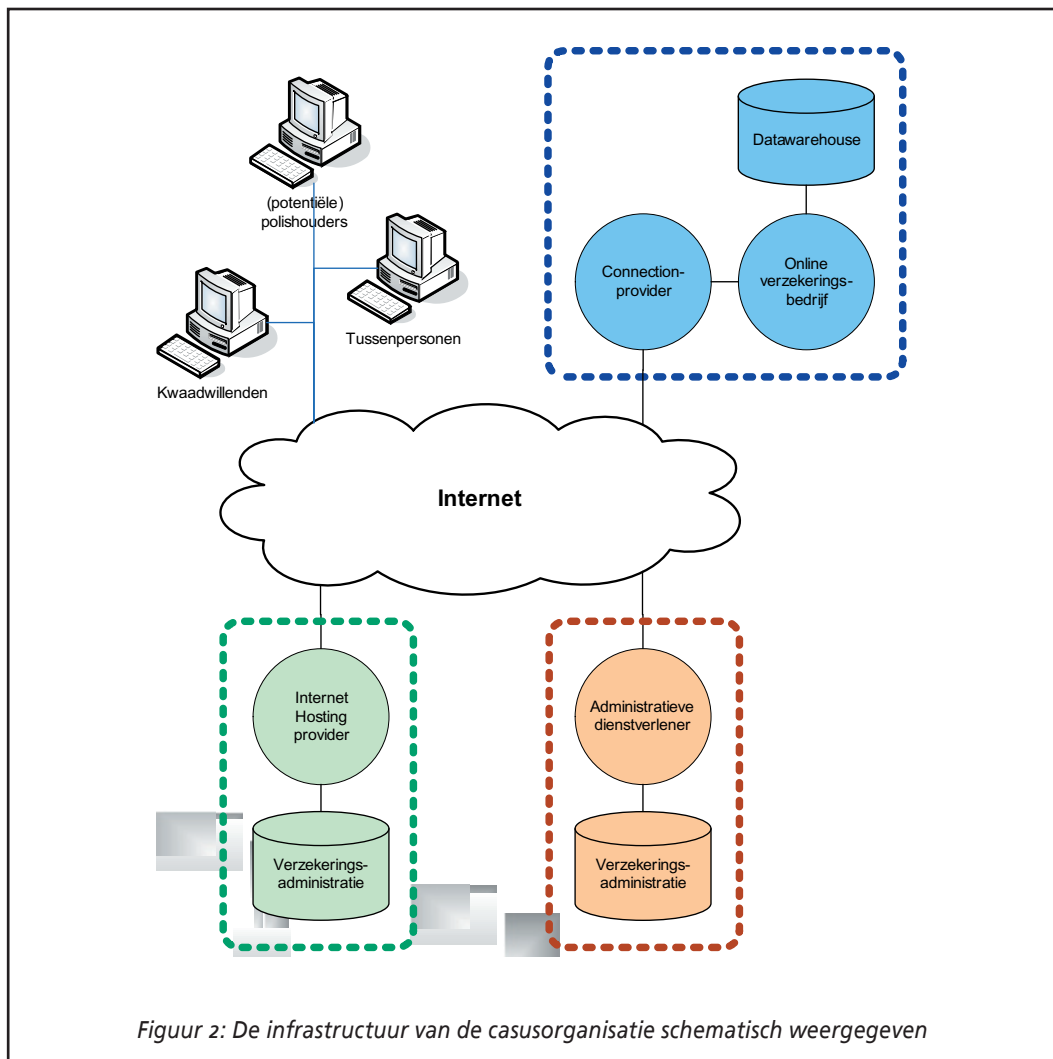 (potentiële)
polishouders
Tussenpersonen
Kwaadwillenden
Datawarehouse
Connection-
provider
Online
verzekerings-
bedrijf
Internet
Internet
Hosting
provider
Verzekerings-
administratie
Administratieve
dienstverlener
Verzekerings-
administratie
Figuur 2: De infrastructuur van de casusorganisatie schematisch weergegeven